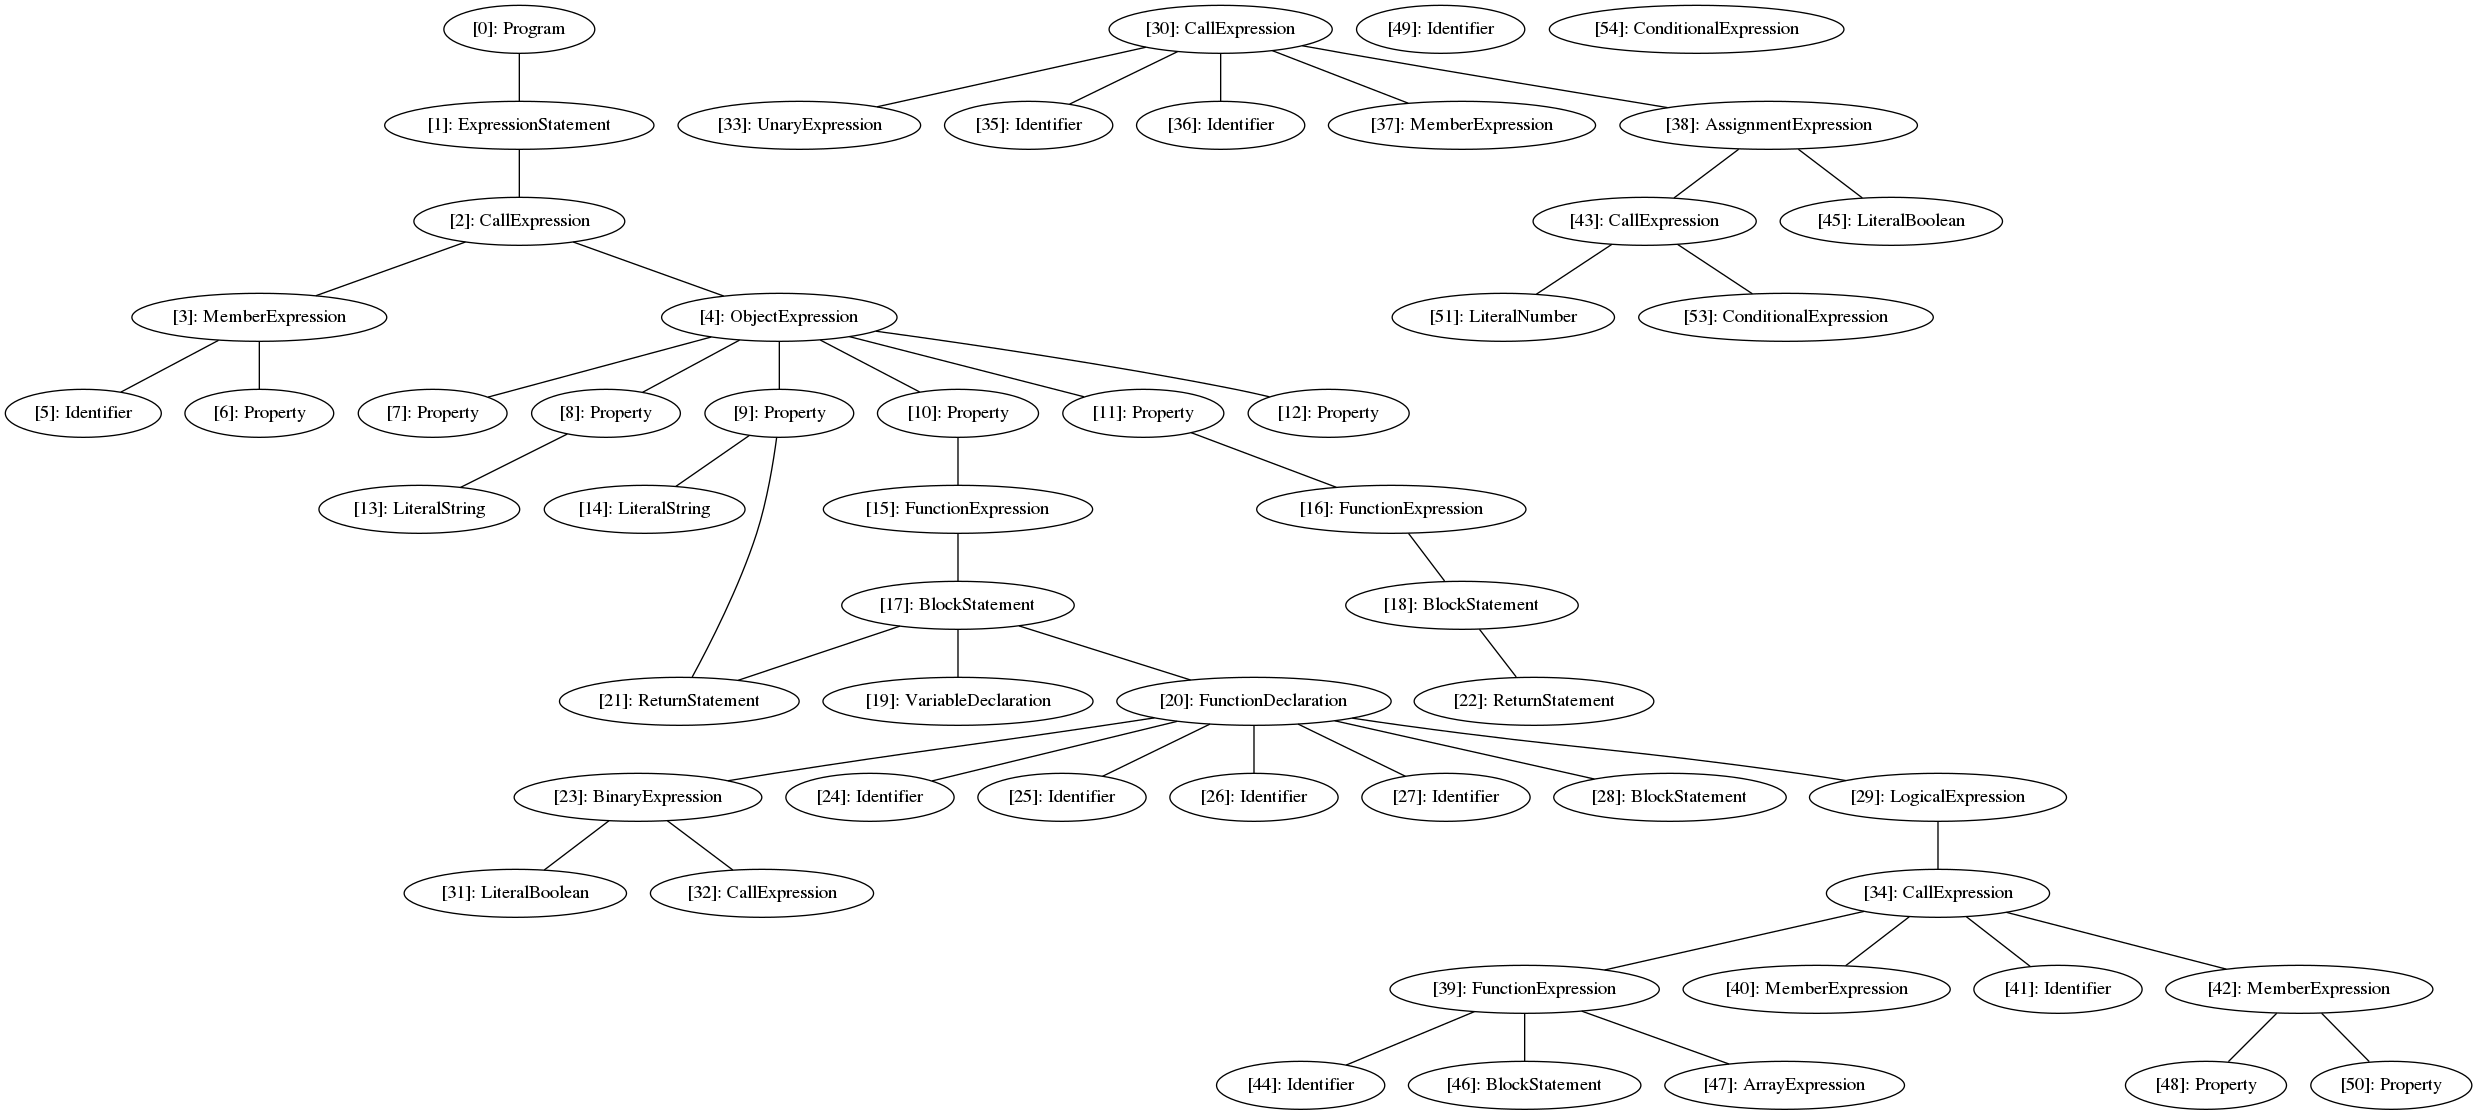 [0]: Program
[30]: CallExpression
[49]: Identifier
[54]: ConditionalExpression
[1]: ExpressionStatement
[33]: UnaryExpression
[35]: Identifier
[36]: Identifier
[37]: MemberExpression
[38]: AssignmentExpression
[2]: CallExpression
[43]: CallExpression
[45]: LiteralBoolean
[3]: MemberExpression
[4]: ObjectExpression
[51]: LiteralNumber
[53]: ConditionalExpression
[5]: Identifier
[6]: Property
[7]: Property
[8]: Property
[9]: Property
[10]: Property
[11]: Property
[12]: Property
[13]: LiteralString
[14]: LiteralString
[15]: FunctionExpression
[16]: FunctionExpression
[17]: BlockStatement
[18]: BlockStatement
[21]: ReturnStatement
[19]: VariableDeclaration
[20]: FunctionDeclaration
[22]: ReturnStatement
[23]: BinaryExpression
[24]: Identifier
[25]: Identifier
[26]: Identifier
[27]: Identifier
[28]: BlockStatement
[29]: LogicalExpression
[31]: LiteralBoolean
[32]: CallExpression
[34]: CallExpression
[39]: FunctionExpression
[40]: MemberExpression
[41]: Identifier
[42]: MemberExpression
[44]: Identifier
[46]: BlockStatement
[47]: ArrayExpression
[48]: Property
[50]: Property